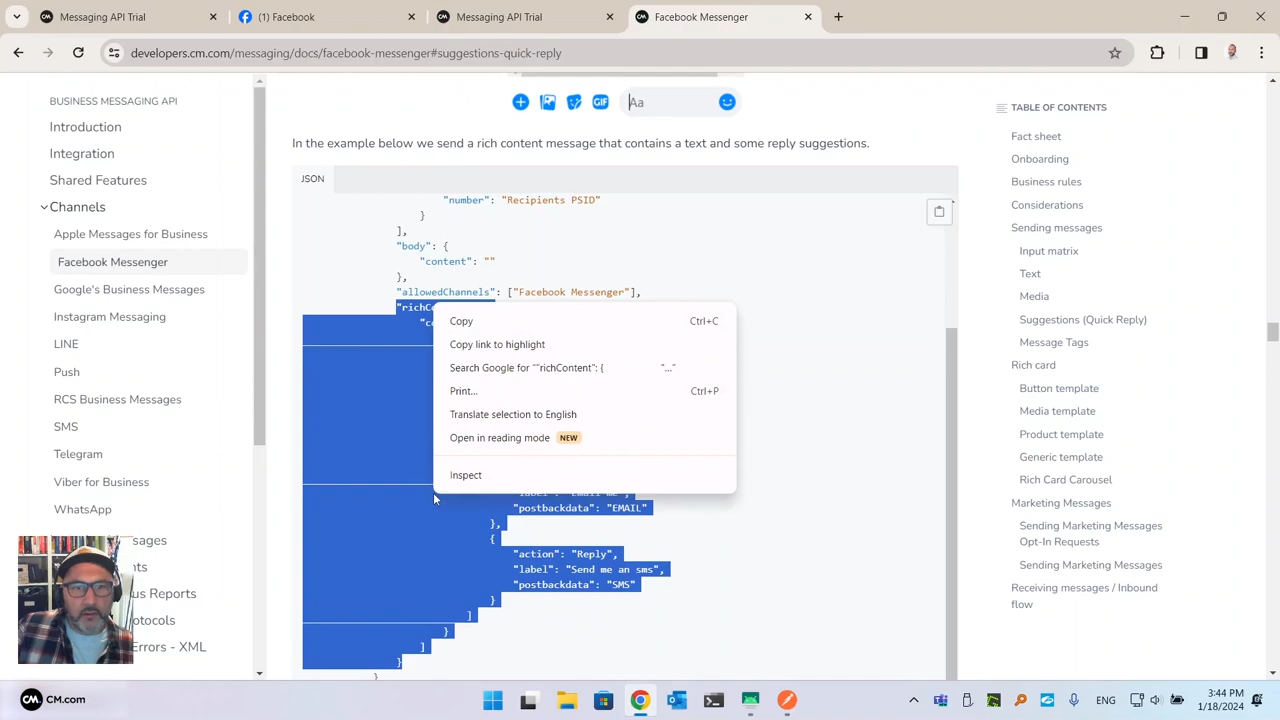 Messaging API Trial
(1) Facebook
Messaging API Trial
Facebook Messenger
developers.cm.com/messaging/docs/facebook-messenger#suggestions-quick-reply
BUSINESS MESSAGING API
Introduction
Integration
Shared Features
Channels
Apple Messages for Business
Facebook Messenger
Google's Business Messages
Instagram Messaging
LINE
Push
RCS Business Messages
SMS
Telegram
Viber for Business
WhatsApp
GIF
Aa
In the example below we send a rich content message that contains a text and some reply suggestions.
JSON
"number": "Recipients PSID"
}
],
"body": {
"content": ""
},
"allowedChannels": ["Facebook Messenger"],
Copy Ctrl+C
Copy link to highlight
Search Google for ""richContent": { "..."
Print... Ctrl+P
Translate selection to English
Open in reading mode NEW
Inspect
"label": "Email me",
"postbackdata": "EMAIL"
},
{
"action": "Reply",
"label": "Send me an sms",
"postbackdata": "SMS"
}
]
}
]
}
}
TABLE OF CONTENTS
Fact sheet
Onboarding
Business rules
Considerations
Sending messages
Input matrix
Text
Media
Suggestions (Quick Reply)
Message Tags
Rich card
Button template
Media template
Product template
Generic template
Rich Card Carousel
Marketing Messages
Sending Marketing Messages
Opt-In Requests
Sending Marketing Messages
Receiving messages / Inbound
flow
CM.com
ENG
3:44 PM
1/18/2024